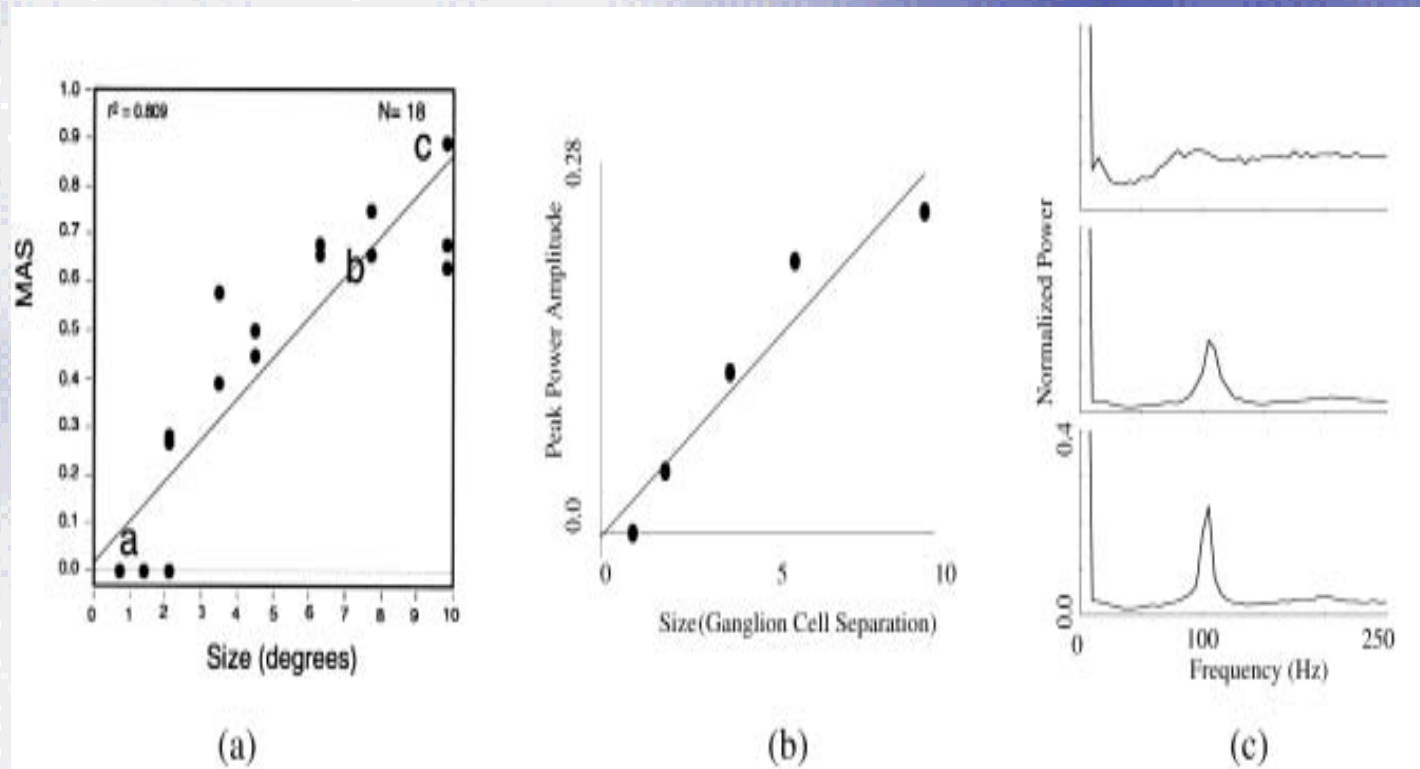 r² = 0.809
N= 18
1.0
0.9
0.8
0.7
0.6
0.5
0.4
0.3
0.2
0.1
0.0
MAS
a
b
c
0 1 2 3 4 5 6 7 8 9 10
Size (degrees)
(a)
0.28
Peak Power Amplitude
0.0
0 5 10
Size(Ganglion Cell Separation)
(b)
Normalized Power
0.4
0.0
0 100 250
Frequency (Hz)
(c)